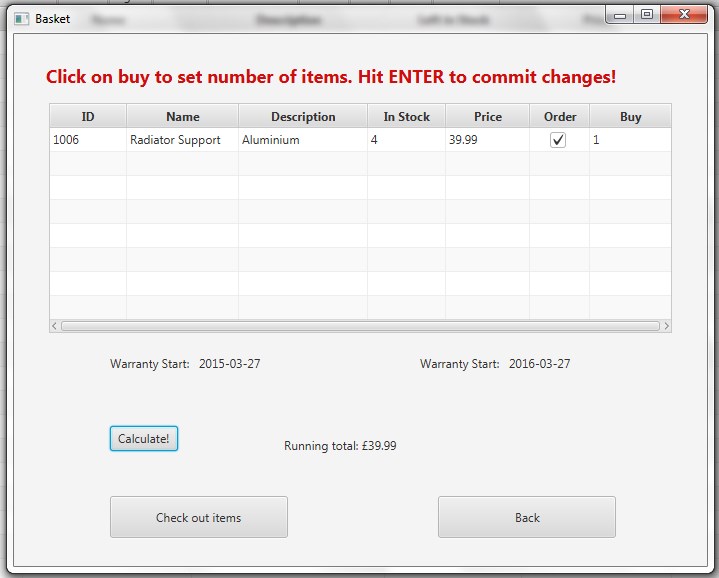 Basket
Click on buy to set number of items. Hit ENTER to commit changes!
ID Name Description In Stock Price Order Buy
1006 Radiator Support Aluminium 4 39.99 1
Warranty Start: 2015-03-27 Warranty Start: 2016-03-27
Calculate!
Running total: £39.99
Check out items Back